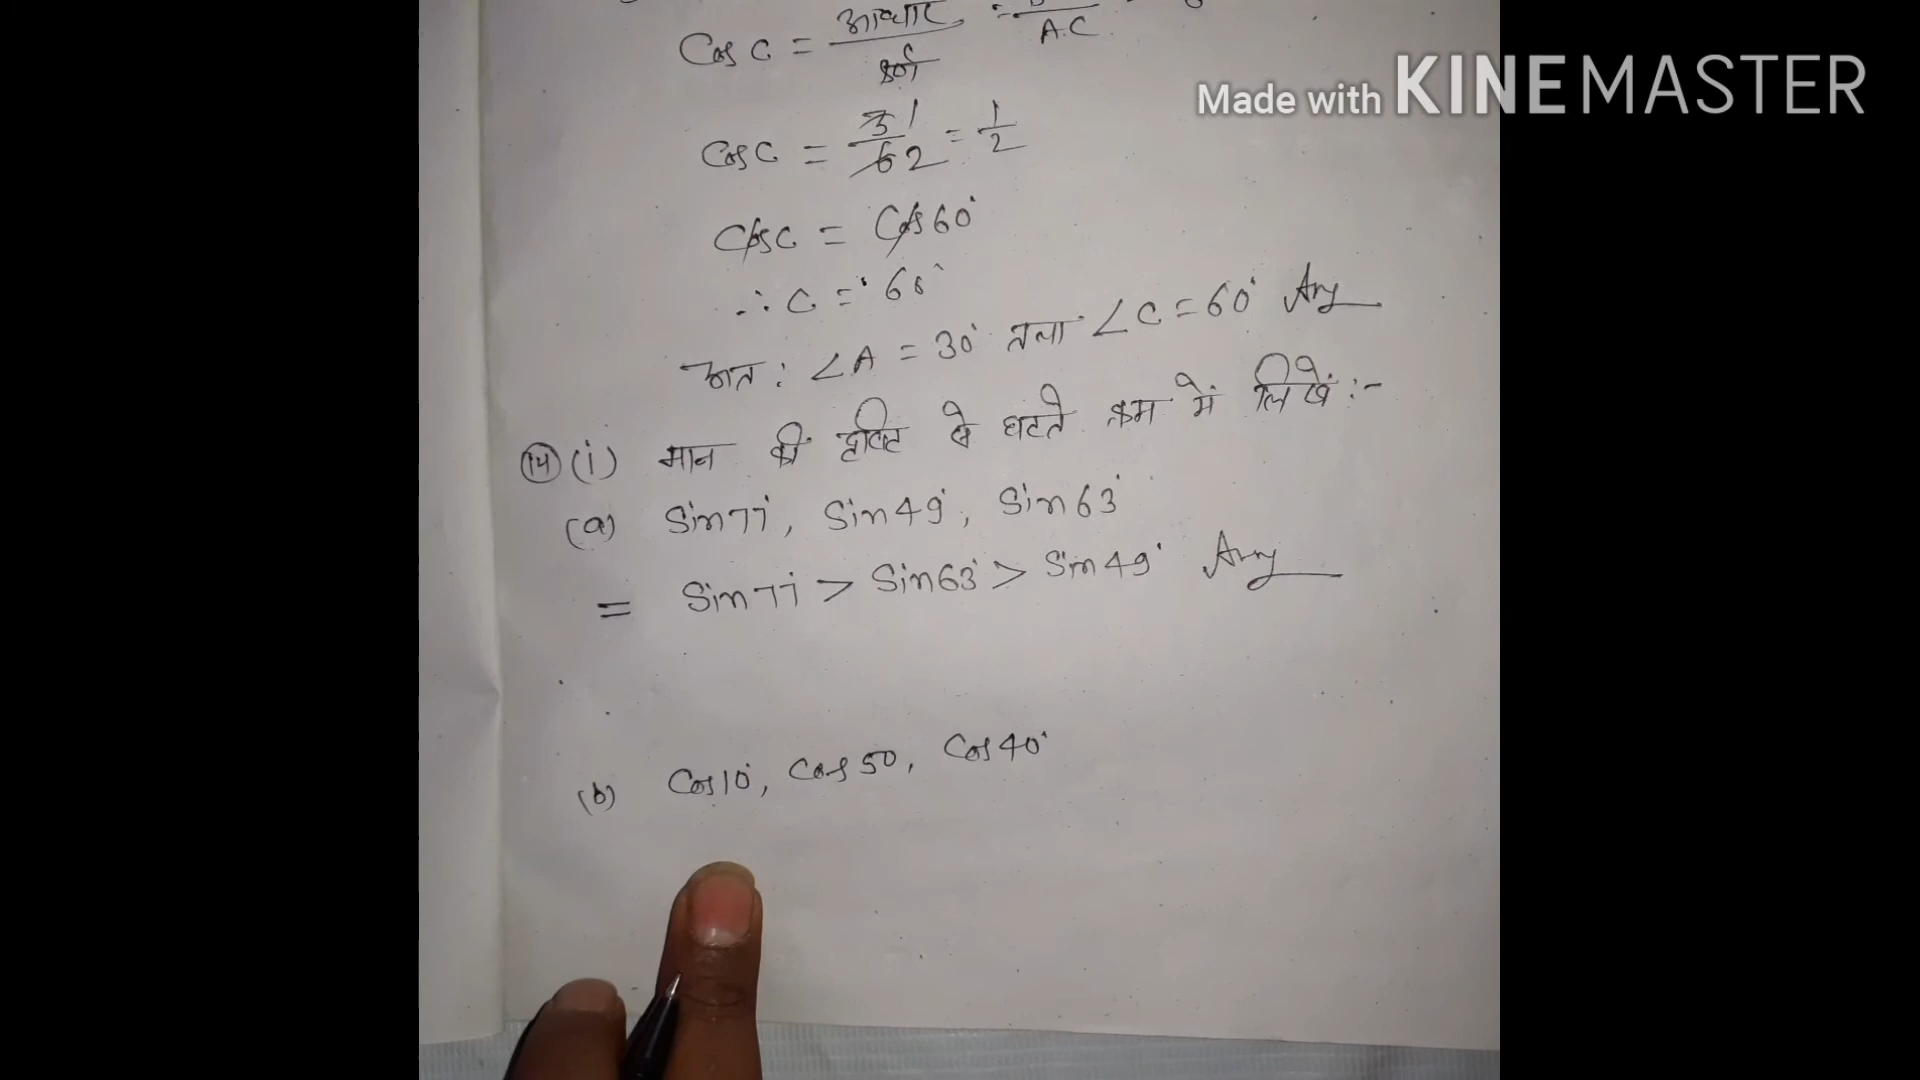 Cos C = आधार/कर्ण = /A.C
Made with KINEMASTER
Cos C = 3 1/6 2 = 1/2
Cos C = Cos 60°
∴ C = 60°
अत: ∠A = 30° तथा ∠C = 60° Ans
(14) (i) मान की दृष्टि से घटते क्रम में लिखें :-
(a) Sin 77°, Sin 49°, Sin 63°
= Sin 77° > Sin 63° > Sin 49° Ans
(b) Cos 10°, Cos 50, Cos 40°